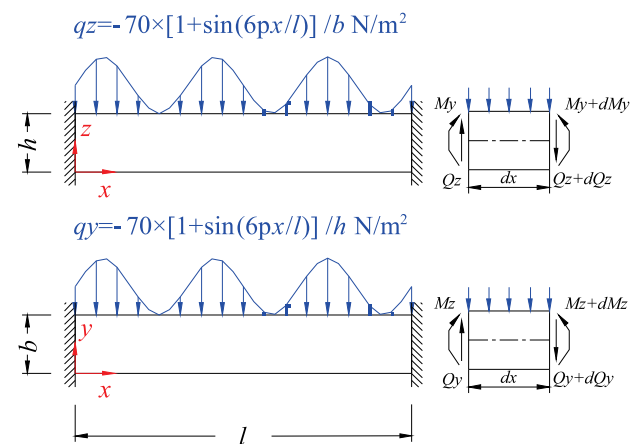 qz=-70×[1+sin(6px/l)] /b N/m²
h
z
x
My
My+dMy
Qz
dx
Qz+dQz
qy=-70×[1+sin(6px/l)] /h N/m²
b
y
x
Mz
Mz+dMz
Qy
dx
Qy+dQy
l